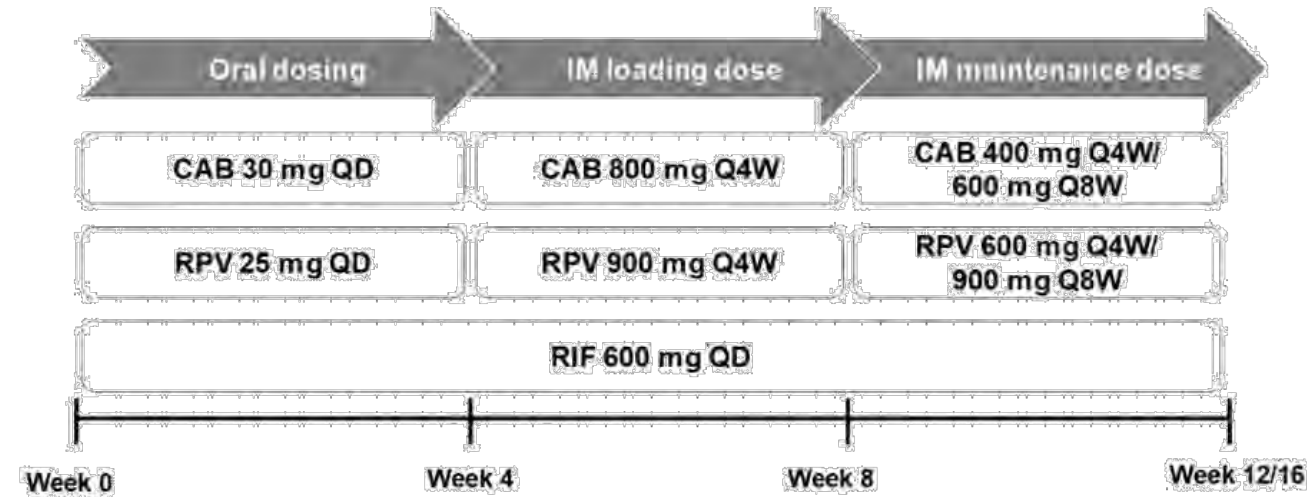 Oral dosing
IM loading dose
IM maintenance dose
CAB 30 mg QD
CAB 800 mg Q4W
CAB 400 mg Q4W/
600 mg Q8W
RPV 25 mg QD
RPV 900 mg Q4W
RPV 600 mg Q4W/
900 mg Q8W
RIF 600 mg QD
Week 0
Week 4
Week 8
Week 12/16